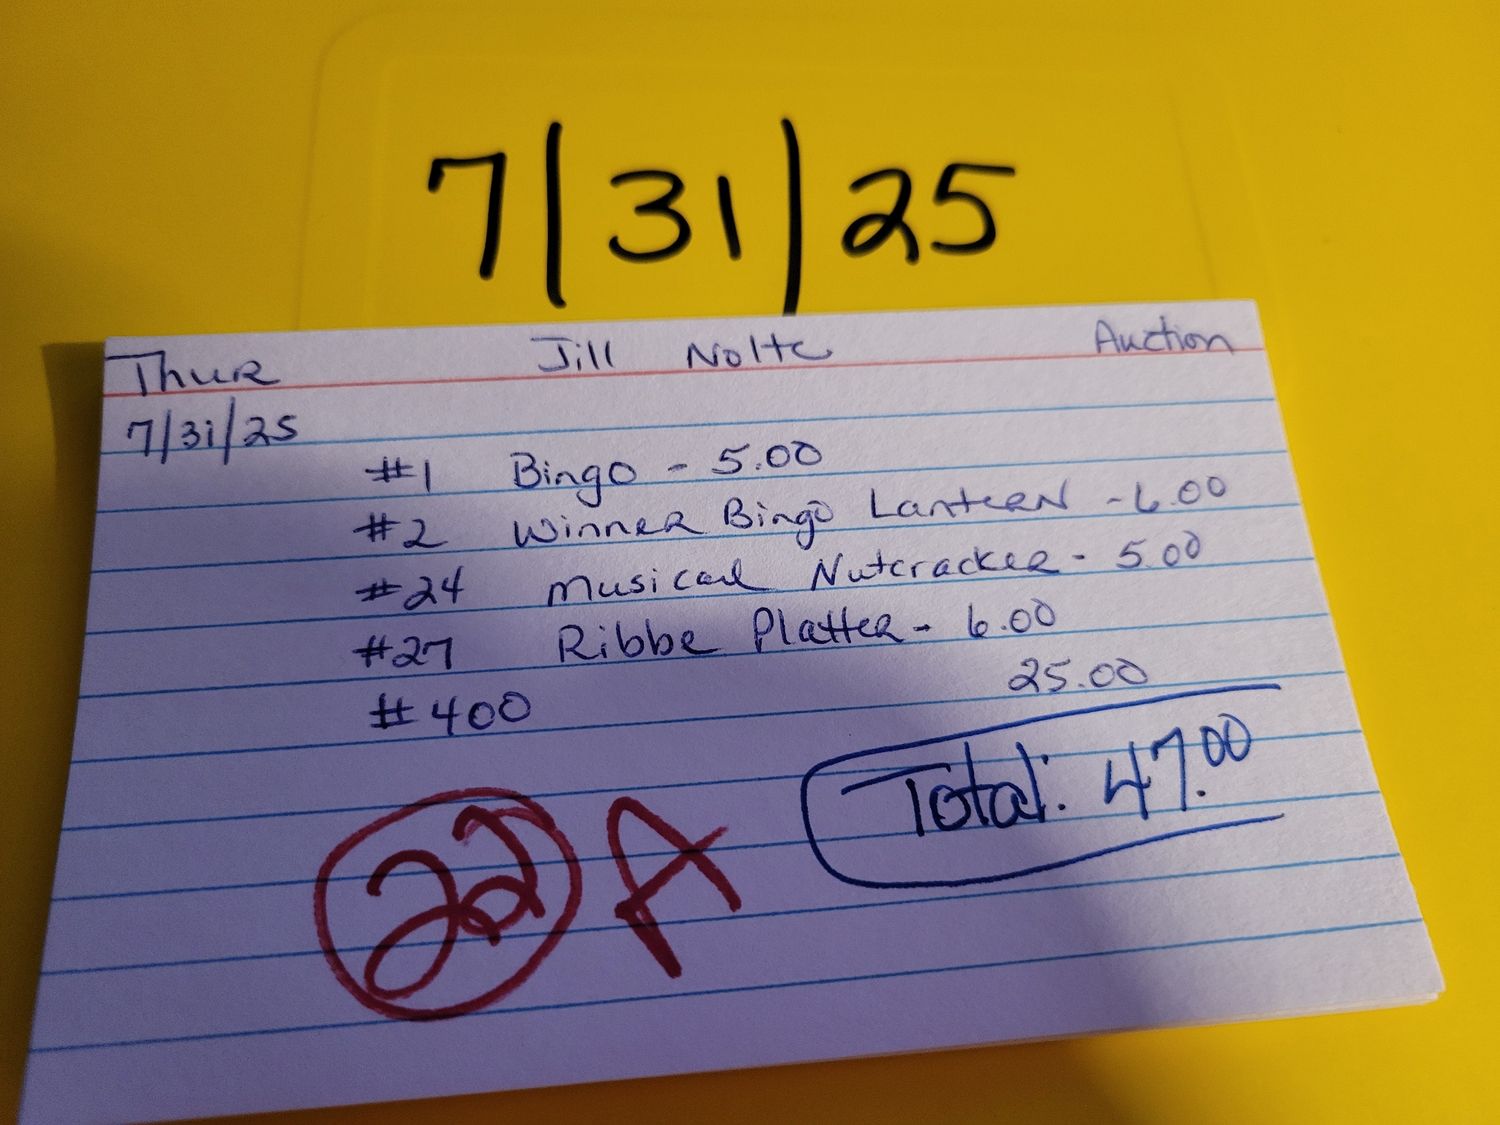 7/31/25
Thur Jill Nolte Auction
7/31/25
#1 Bingo - 5.00
#2 Winner Bingo Lantern - 6.00
#24 Musical Nutcracker - 5.00
#27 Ribbe Platter - 6.00
#400 25.00
Total: 47.00
22 A